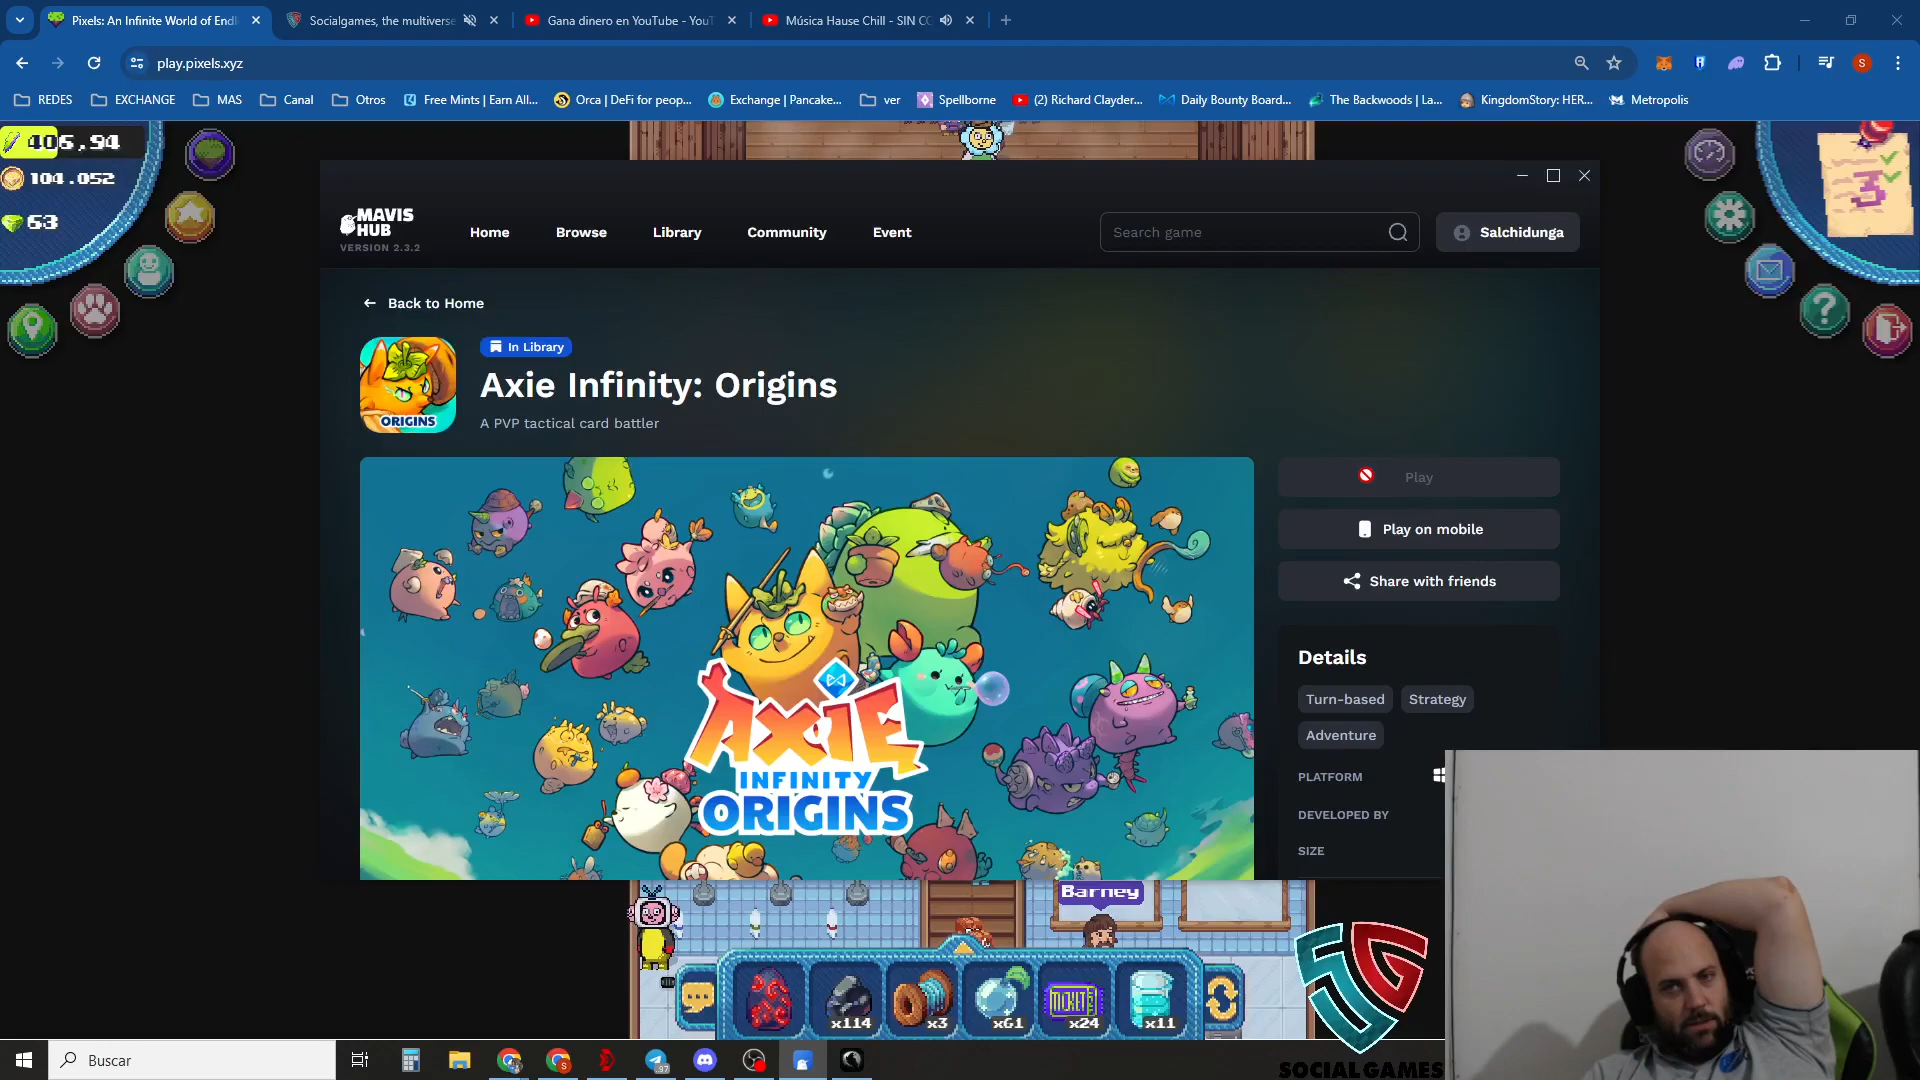 Pixels: An Infinite World of Endl
Socialgames, the multiverse
Gana dinero en YouTube - YouT
Música Hause Chill - SIN CO
play.pixels.xyz
S
REDES
EXCHANGE
MAS
Canal
Otros
Free Mints | Earn All...
Orca | DeFi for peop...
Exchange | Pancake...
ver
Spellborne
(2) Richard Clayder...
Daily Bounty Board...
The Backwoods | La...
KingdomStory: HER...
Metropolis
406,94
104.052
63
3
MAVIS
HUB
VERSION 2.3.2
Home
Browse
Library
Community
Event
Search game
Salchidunga
Back to Home
In Library
Axie Infinity: Origins
A PVP tactical card battler
ORIGINS
Play
Play on mobile
Share with friends
AXIE
INFINITY
ORIGINS
Details
Turn-based
Strategy
Adventure
PLATFORM
DEVELOPED BY
SIZE
Barney
x114
x3
x61
x24
x11
SOCIALGAMES
Buscar
S
97